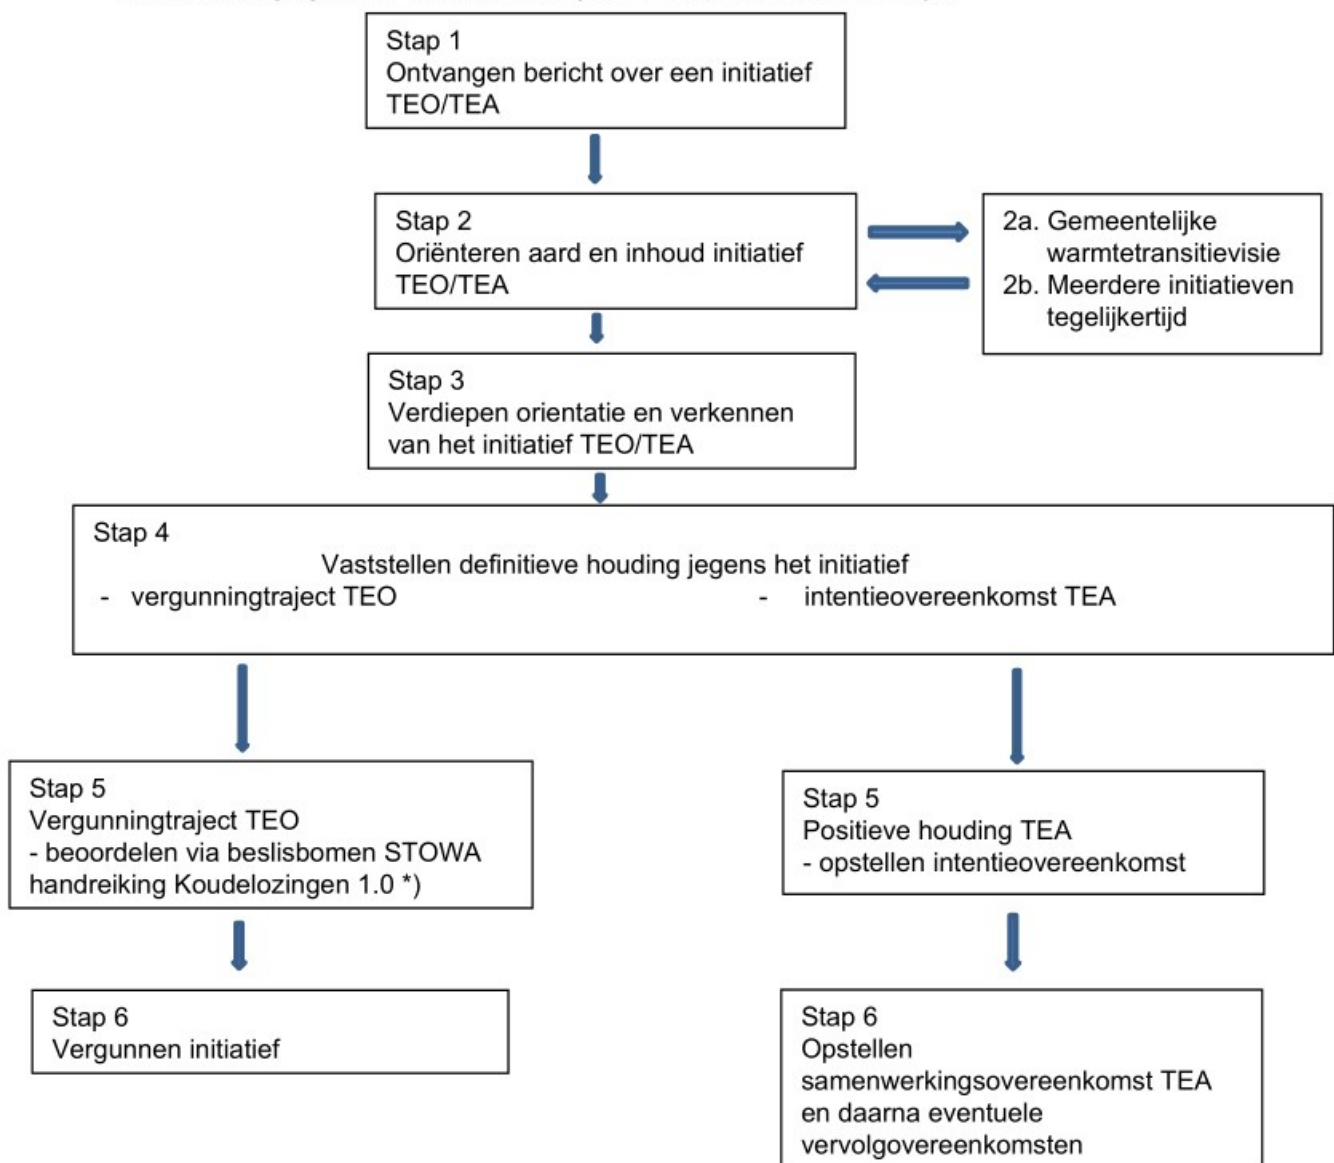 Stap 1
Ontvangen bericht over een initiatief
TEO/TEA
Stap 2
Oriënteren aard en inhoud initiatief
TEO/TEA
2a. Gemeentelijke
warmtetransitievisie
2b. Meerdere initiatieven
tegelijkertijd
Stap 3
Verdiepen orientatie en verkennen
van het initiatief TEO/TEA
Stap 4
Vaststellen definitieve houding jegens het initiatief
- vergunningtraject TEO
- intentieovereenkomst TEA
Stap 5
Vergunningtraject TEO
- beoordelen via beslisbomen STOWA
handreiking Koudelozingen 1.0 *)
Stap 5
Positieve houding TEA
- opstellen intentieovereenkomst
Stap 6
Vergunnen initiatief
Stap 6
Opstellen
samenwerkingsovereenkomst TEA
en daarna eventuele
vervolgovereenkomsten